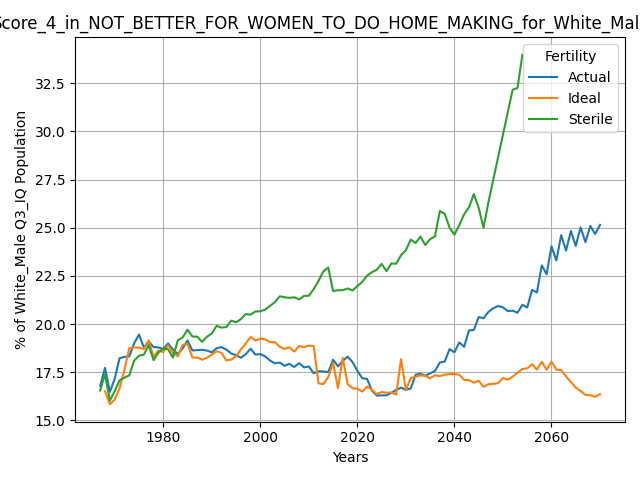 Score_4_in_NOT_BETTER_FOR_WOMEN_TO_DO_HOME_MAKING_for_White_Mal
Fertility
Actual
Ideal
Sterile
% of White_Male Q3_IQ Population
32.5
30.0
27.5
25.0
22.5
20.0
17.5
15.0
1980
2000
2020
2040
2060
Years